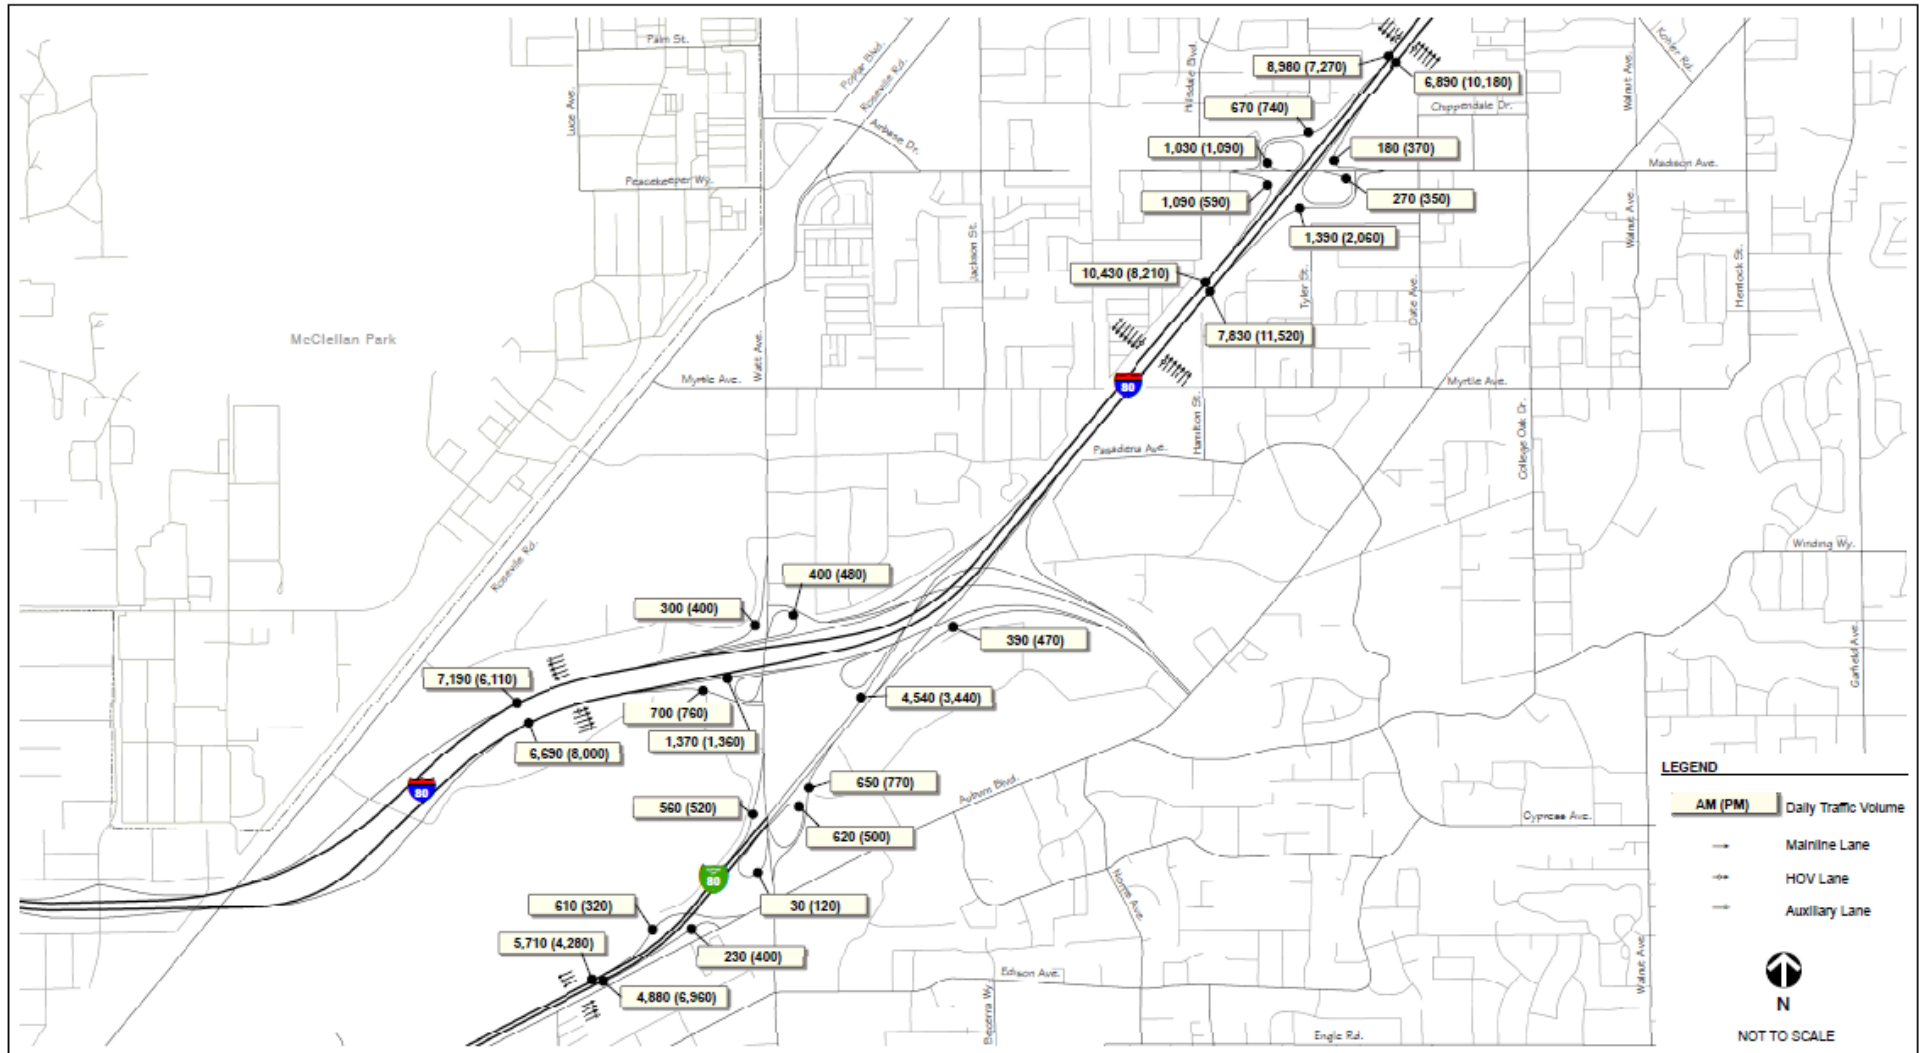 Palm St.
Poplar Blvd.
Roseville Rd.
Luce Ave.
Airbase Dr.
Peacekeeper Wy.
Hillsdale Blvd.
8,980 (7,270)
6,890 (10,180)
Kohler Rd.
Walnut Ave.
Chippendale Dr.
670 (740)
1,030 (1,090)
180 (370)
Madison Ave.
1,090 (590)
270 (350)
1,390 (2,060)
Walnut Ave.
Jackson St.
10,430 (8,210)
Tyler St.
Date Ave.
Hemlock St.
7,830 (11,520)
McClellan Park
Watt Ave.
Myrtle Ave.
80
Myrtle Ave.
Hamilton St.
College Oak Dr.
Pasadena Ave.
Roseville Rd.
Winding Wy.
400 (480)
300 (400)
390 (470)
Garfield Ave.
7,190 (6,110)
4,540 (3,440)
700 (760)
1,370 (1,360)
6,690 (8,000)
80
650 (770)
Auburn Blvd.
560 (520)
620 (500)
Cypress Ave.
80
Norris Ave.
610 (320)
30 (120)
5,710 (4,280)
230 (400)
Edison Ave.
4,880 (6,960)
Becerra Wy.
Walnut Ave.
Engle Rd.
LEGEND
AM (PM) Daily Traffic Volume
Mainline Lane
HOV Lane
Auxiliary Lane
N
NOT TO SCALE